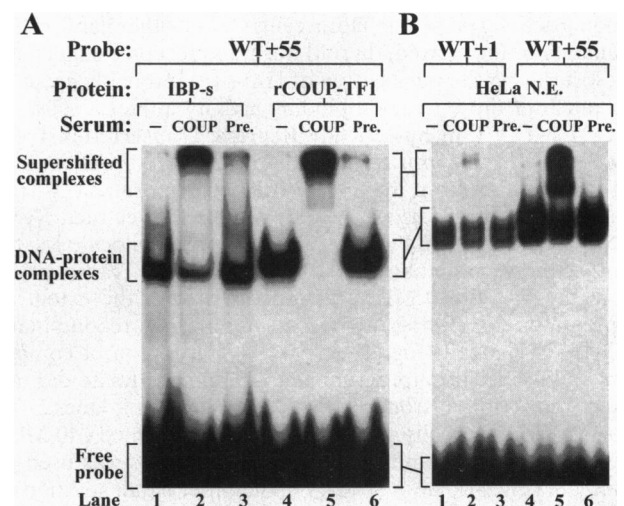 A
B
Probe: WT+55 WT+1 WT+55
Protein: IBP-s rCOUP-TF1 HeLa N.E.
Serum: – COUP Pre. – COUP Pre. – COUP Pre. – COUP Pre.
Supershifted
complexes
DNA-protein
complexes
Free
probe
Lane 1 2 3 4 5 6 1 2 3 4 5 6